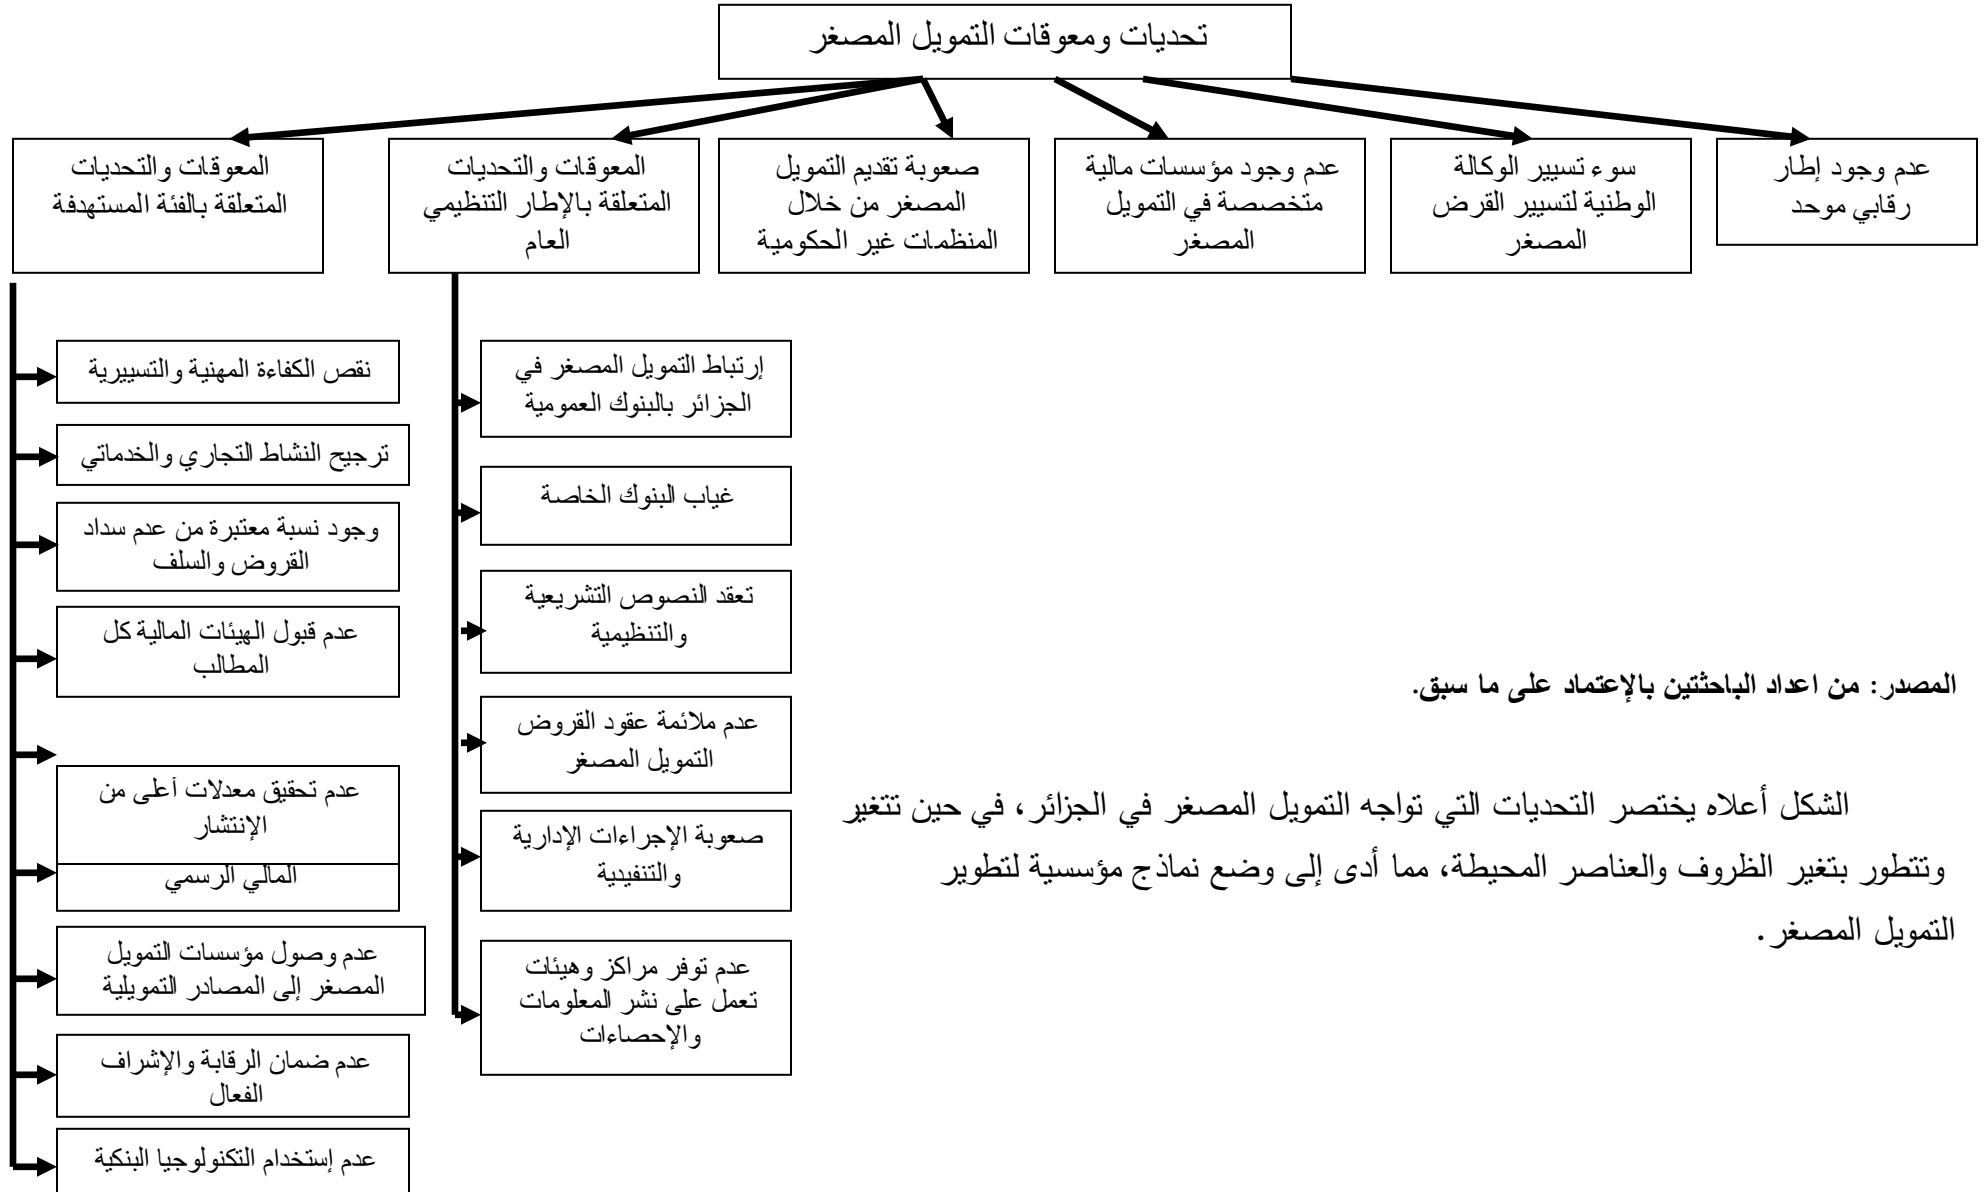 تحديات ومعوقات التمويل المصغر
عدم وجود إطار
رقابي موحد
سوء تسيير الوكالة
الوطنية لتسيير القرض
المصغر
عدم وجود مؤسسات مالية
متخصصة في التمويل
المصغر
صعوبة تقديم التمويل
المصغر من خلال
المنظمات غير الحكومية
المعوقات والتحديات
المتعلقة بالإطار التنظيمي
العام
المعوقات والتحديات
المتعلقة بالفئة المستهدفة
إرتباط التمويل المصغر في
الجزائر بالبنوك العمومية
غياب البنوك الخاصة
تعقد النصوص التشريعية
والتنظيمية
عدم ملائمة عقود القروض
التمويل المصغر
صعوبة الإجراءات الإدارية
والتنفيدية
عدم توفر مراكز وهيئات
تعمل على نشر المعلومات
والإحصاءات
نقص الكفاءة المهنية والتسييرية
ترجيح النشاط التجاري والخدماتي
وجود نسبة معتبرة من عدم سداد
القروض والسلف
عدم قبول الهيئات المالية كل
المطالب
عدم تحقيق معدلات أعلى من
الإنتشار
المالي الرسمي
عدم وصول مؤسسات التمويل
المصغر إلى المصادر التمويلية
عدم ضمان الرقابة والإشراف
الفعال
عدم إستخدام التكنولوجيا البنكية
المصدر: من اعداد الباحثتين بالإعتماد على ما سبق.
الشكل أعلاه يختصر التحديات التي تواجه التمويل المصغر في الجزائر، في حين تتغير
وتتطور بتغير الظروف والعناصر المحيطة، مما أدى إلى وضع نماذج مؤسسية لتطوير
التمويل المصغر.